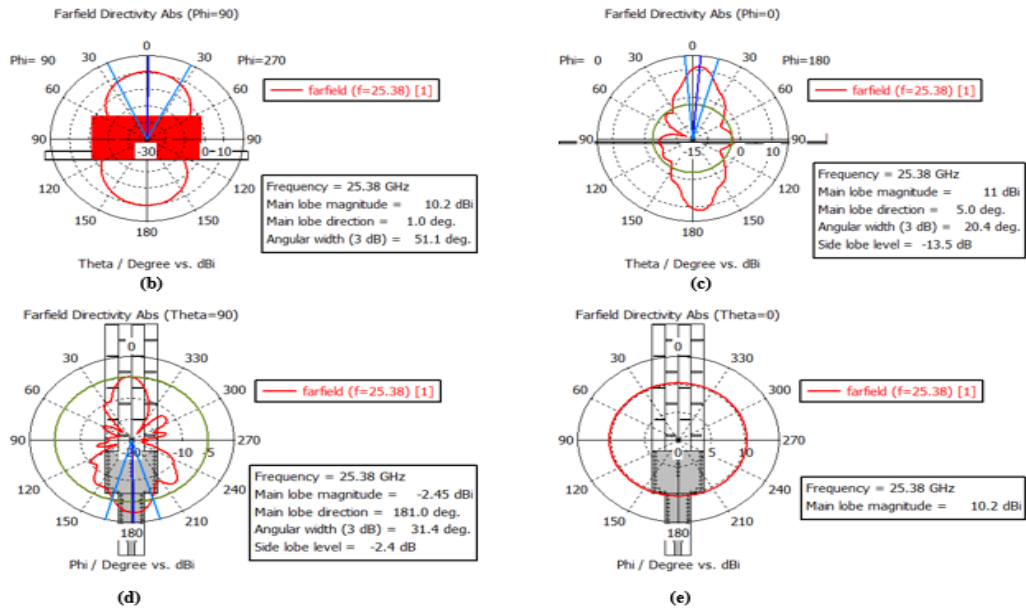 Farfield Directivity Abs (Phi=90)
0
30 30
Phi= 90 Phi=270
60 60
90 90
-30 0 10
120 120
150 150
180
farfield (f=25.38) [1]
Frequency = 25.38 GHz
Main lobe magnitude = 10.2 dBi
Main lobe direction = 1.0 deg.
Angular width (3 dB) = 51.1 deg.
Theta / Degree vs. dBi
(b)
Farfield Directivity Abs (Phi=0)
0
30 30
Phi= 0 Phi=180
60 60
90 90
-15 0 10
120 120
150 150
180
farfield (f=25.38) [1]
Frequency = 25.38 GHz
Main lobe magnitude = 11 dBi
Main lobe direction = 5.0 deg.
Angular width (3 dB) = 20.4 deg.
Side lobe level = -13.5 dB
Theta / Degree vs. dBi
(c)
Farfield Directivity Abs (Theta=90)
0
30 330
60 300
90 270
-10 -5
120 240
150 210
180
farfield (f=25.38) [1]
Frequency = 25.38 GHz
Main lobe magnitude = -2.45 dBi
Main lobe direction = 181.0 deg.
Angular width (3 dB) = 31.4 deg.
Side lobe level = -2.4 dB
Phi / Degree vs. dBi
(d)
Farfield Directivity Abs (Theta=0)
0
30 330
60 300
90 270
0 5 10
120 240
150 210
180
farfield (f=25.38) [1]
Frequency = 25.38 GHz
Main lobe magnitude = 10.2 dBi
Phi / Degree vs. dBi
(e)